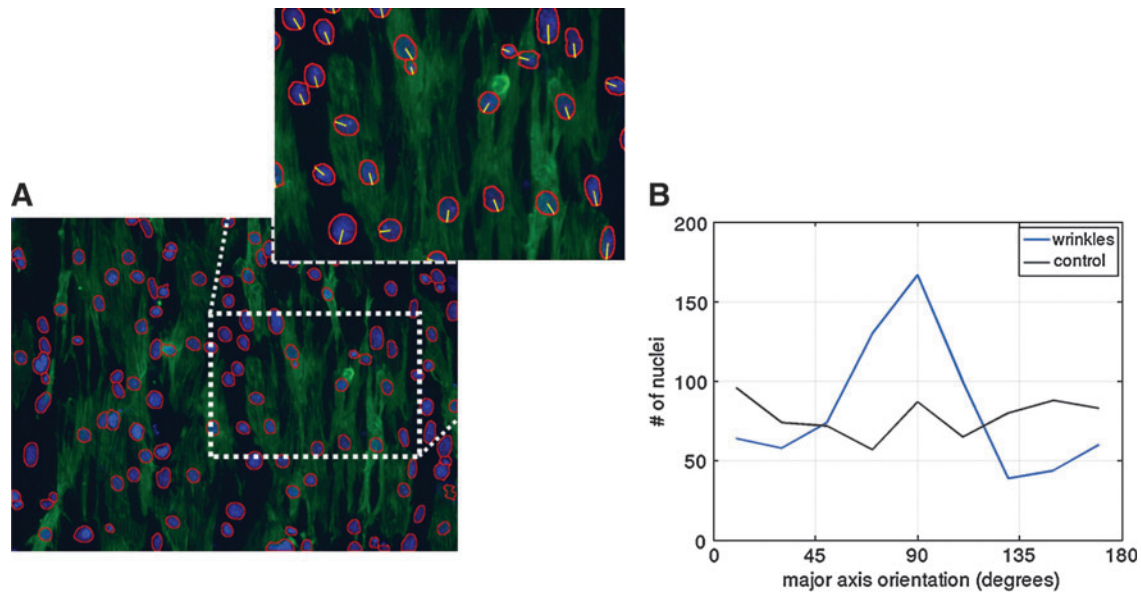 A
B
# of nuclei
200
150
100
50
0
wrinkles
control
0 45 90 135 180
major axis orientation (degrees)